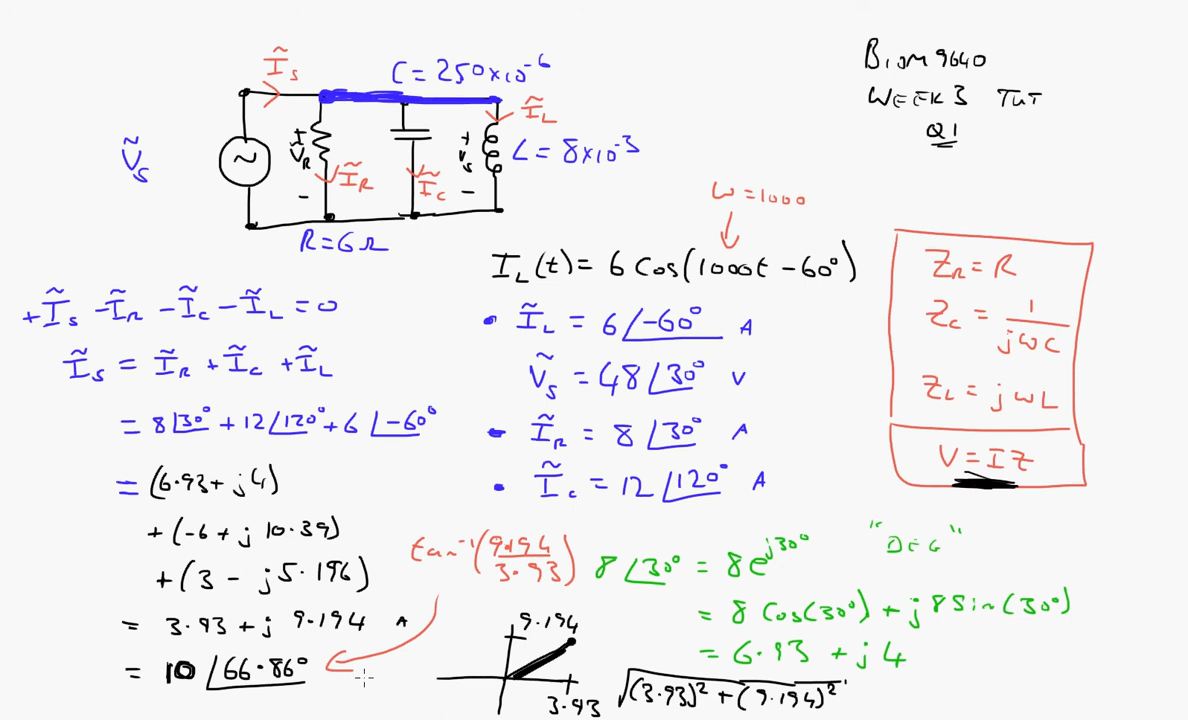 BIOM9640
WEEK 3 TUT
Q1
Ĩs
C = 250×10⁻⁶
ĨL
Ṽs
+ ṼR -
ĨR
ĨC
+ Vs -
L = 8×10⁻³
R = 6Ω
ω = 1000
IL(t) = 6 Cos(1000t - 60°)
+Ĩs - ĨR - Ĩc - ĨL = 0
Ĩs = ĨR + Ĩc + ĨL
= 8∠30° + 12∠120° + 6∠-60°
= (6.93 + j4)
+ (-6 + j 10.39)
+ (3 - j5.196)
= 3.93 + j 9.194 A
= 10∠66.86°
• ĨL = 6∠-60° A
Ṽs = 48∠30° V
• ĨR = 8∠30° A
• Ĩc = 12∠120° A
ZR = R
Zc = 1/jωC
ZL = jωL
V = IZ
tan⁻¹(9.194/3.93)
8∠30° = 8e^j30°
"DEG"
= 8 Cos(30°) + j8 Sin(30°)
= 6.93 + j4
9.194
3.93
√(3.93)² + (9.194)²